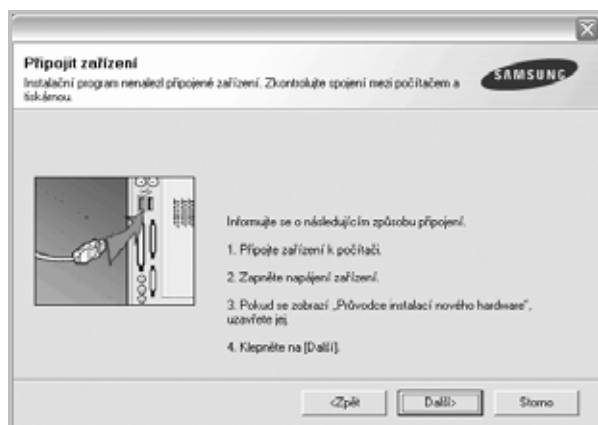 Připojit zařízení
Instalační program nenalezl připojené zařízení. Zkontrolujte spojení mezi počítačem a
tiskárnou.
SAMSUNG
Informujte se o následujícím způsobu připojení.
1. Připojte zařízení k počítači.
2. Zapněte napájení zařízení.
3. Pokud se zobrazí „Průvodce instalací nového hardware“,
uzavřete jej.
4. Klepněte na [Další].
<Zpět
Další>
Storno